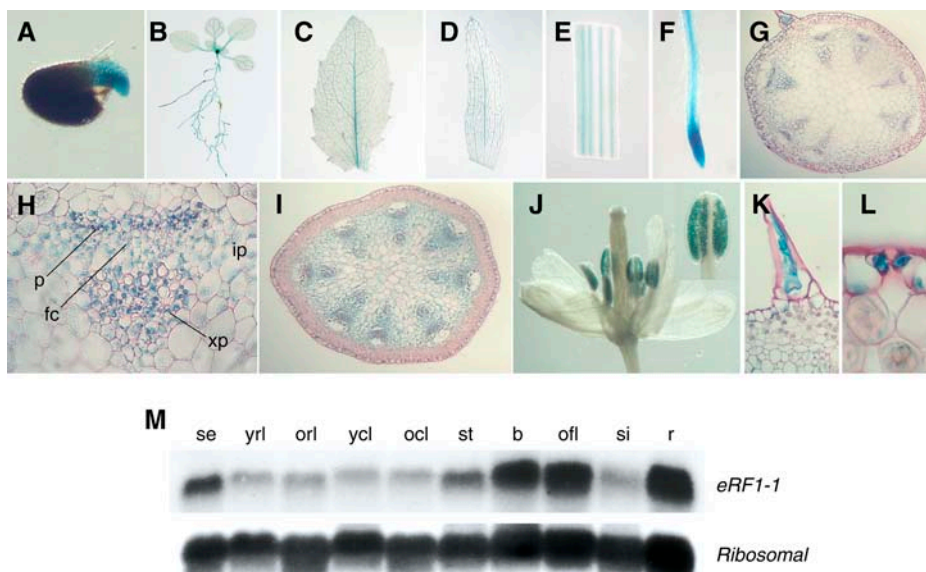 A B C D E F G
H p fc xp ip I J K L
M se yrl orl ycl ocl st b ofl si r
eRF1-1
Ribosomal